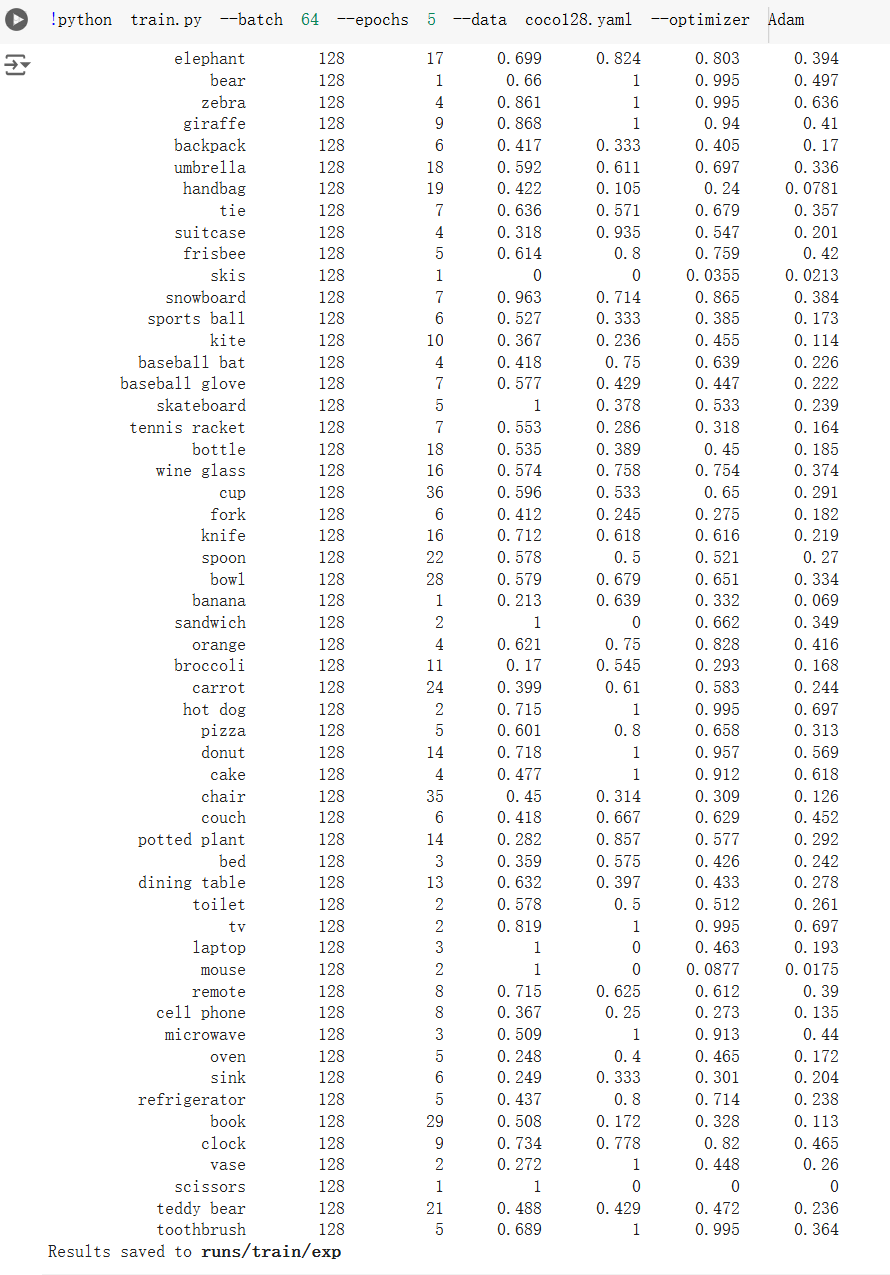 !python train.py --batch 64 --epochs 5 --data coco128.yaml --optimizer Adam
elephant 128 17 0.699 0.824 0.803 0.394
bear 128 1 0.66 1 0.995 0.497
zebra 128 4 0.861 1 0.995 0.636
giraffe 128 9 0.868 1 0.94 0.41
backpack 128 6 0.417 0.333 0.405 0.17
umbrella 128 18 0.592 0.611 0.697 0.336
handbag 128 19 0.422 0.105 0.24 0.0781
tie 128 7 0.636 0.571 0.679 0.357
suitcase 128 4 0.318 0.935 0.547 0.201
frisbee 128 5 0.614 0.8 0.759 0.42
skis 128 1 0 0 0.0355 0.0213
snowboard 128 7 0.963 0.714 0.865 0.384
sports ball 128 6 0.527 0.333 0.385 0.173
kite 128 10 0.367 0.236 0.455 0.114
baseball bat 128 4 0.418 0.75 0.639 0.226
baseball glove 128 7 0.577 0.429 0.447 0.222
skateboard 128 5 1 0.378 0.533 0.239
tennis racket 128 7 0.553 0.286 0.318 0.164
bottle 128 18 0.535 0.389 0.45 0.185
wine glass 128 16 0.574 0.758 0.754 0.374
cup 128 36 0.596 0.533 0.65 0.291
fork 128 6 0.412 0.245 0.275 0.182
knife 128 16 0.712 0.618 0.616 0.219
spoon 128 22 0.578 0.5 0.521 0.27
bowl 128 28 0.579 0.679 0.651 0.334
banana 128 1 0.213 0.639 0.332 0.069
sandwich 128 2 1 0 0.662 0.349
orange 128 4 0.621 0.75 0.828 0.416
broccoli 128 11 0.17 0.545 0.293 0.168
carrot 128 24 0.399 0.61 0.583 0.244
hot dog 128 2 0.715 1 0.995 0.697
pizza 128 5 0.601 0.8 0.658 0.313
donut 128 14 0.718 1 0.957 0.569
cake 128 4 0.477 1 0.912 0.618
chair 128 35 0.45 0.314 0.309 0.126
couch 128 6 0.418 0.667 0.629 0.452
potted plant 128 14 0.282 0.857 0.577 0.292
bed 128 3 0.359 0.575 0.426 0.242
dining table 128 13 0.632 0.397 0.433 0.278
toilet 128 2 0.578 0.5 0.512 0.261
tv 128 2 0.819 1 0.995 0.697
laptop 128 3 1 0 0.463 0.193
mouse 128 2 1 0 0.0877 0.0175
remote 128 8 0.715 0.625 0.612 0.39
cell phone 128 8 0.367 0.25 0.273 0.135
microwave 128 3 0.509 1 0.913 0.44
oven 128 5 0.248 0.4 0.465 0.172
sink 128 6 0.249 0.333 0.301 0.204
refrigerator 128 5 0.437 0.8 0.714 0.238
book 128 29 0.508 0.172 0.328 0.113
clock 128 9 0.734 0.778 0.82 0.465
vase 128 2 0.272 1 0.448 0.26
scissors 128 1 1 0 0 0
teddy bear 128 21 0.488 0.429 0.472 0.236
toothbrush 128 5 0.689 1 0.995 0.364
Results saved to runs/train/exp